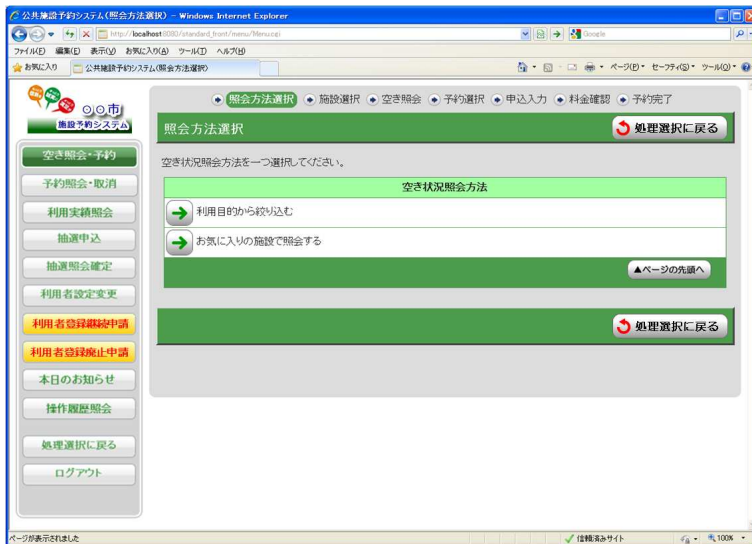 公共施設予約システム(照会方法選択) - Windows Internet Explorer
http://localhost:8080/standard_front/menu/Menu.cgi
Google
ファイル(F) 編集(E) 表示(V) お気に入り(A) ツール(T) ヘルプ(H)
お気に入り 公共施設予約システム(照会方法選択) ページ(P) セーフティ(S) ツール(O)
○○市
施設予約システム
照会方法選択 施設選択 空き照会 予約選択 申込入力 料金確認 予約完了
照会方法選択 処理選択に戻る
空き状況照会方法を一つ選択してください。
空き状況照会方法
利用目的から絞り込む
お気に入りの施設で照会する
▲ページの先頭へ
処理選択に戻る
空き照会・予約
予約照会・取消
利用実績照会
抽選申込
抽選照会確定
利用者設定変更
利用者登録継続申請
利用者登録廃止申請
本日のお知らせ
操作履歴照会
処理選択に戻る
ログアウト
ページが表示されました 信頼済みサイト 100%